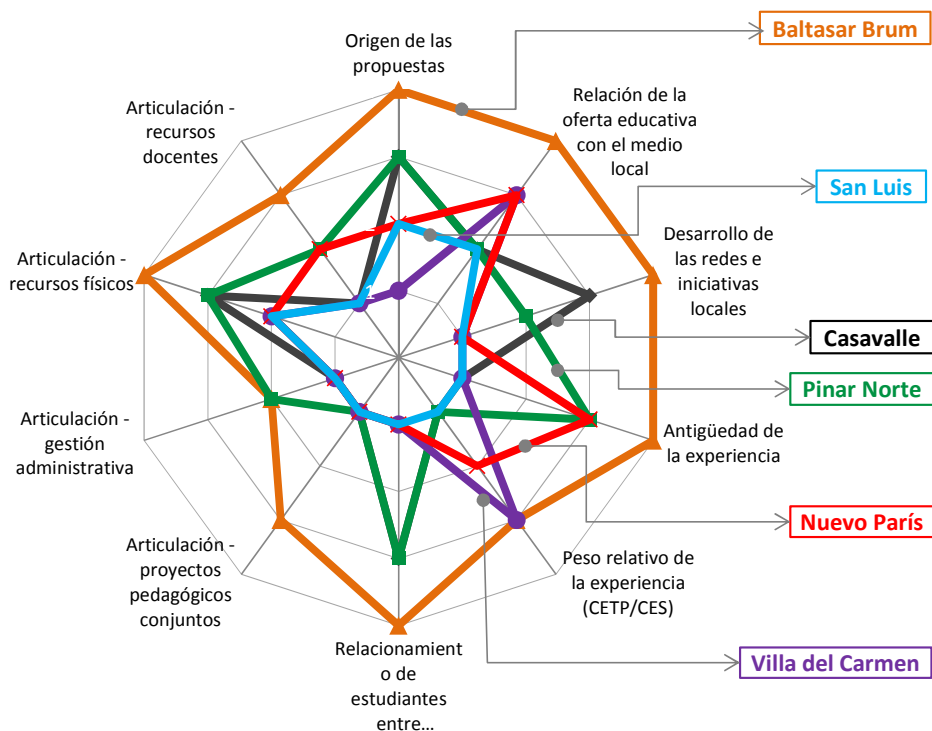 Baltasar Brum
Origen de las
propuestas
Relación de la
oferta educativa
con el medio
local
Articulación -
recursos
docentes
San Luis
Desarrollo de
las redes e
iniciativas
locales
Articulación -
recursos físicos
1
Casavalle
Pinar Norte
Articulación -
gestión
administrativa
Antigüedad de
la experiencia
Nuevo París
Articulación -
proyectos
pedagógicos
conjuntos
Peso relativo de
la experiencia
(CETP/CES)
Relacionamient
o de
estudiantes
entre...
Villa del Carmen